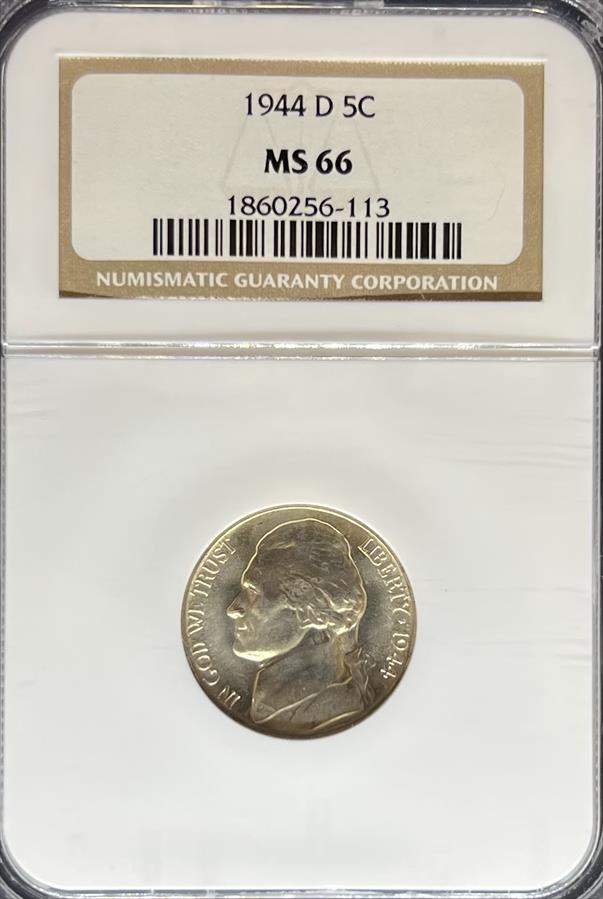 1944 D 5C
MS 66
1860256-113
NUMISMATIC GUARANTY CORPORATION
IN GOD WE TRUST
LIBERTY ★ 1944